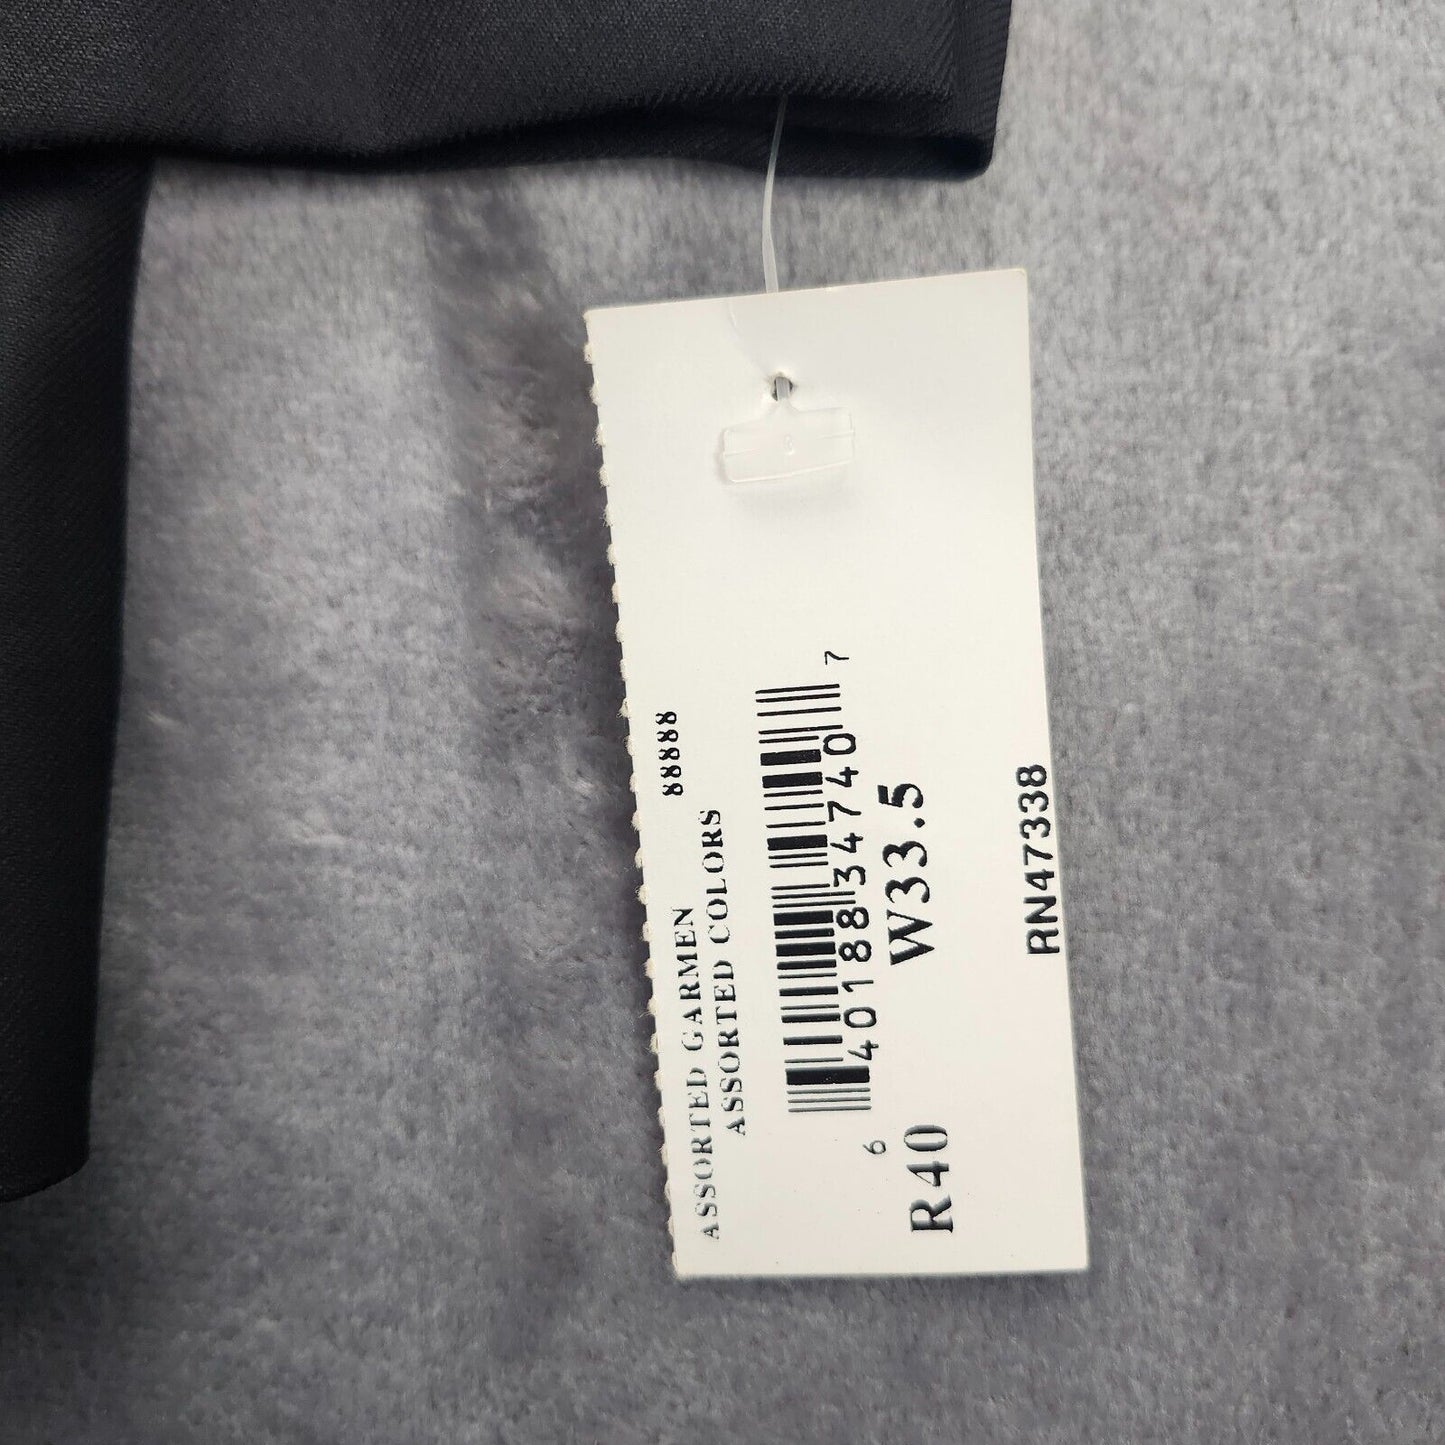 88888
ASSORTED GARMEN
ASSORTED COLORS
6 40188 34740 7
R40 W33.5
RN47338